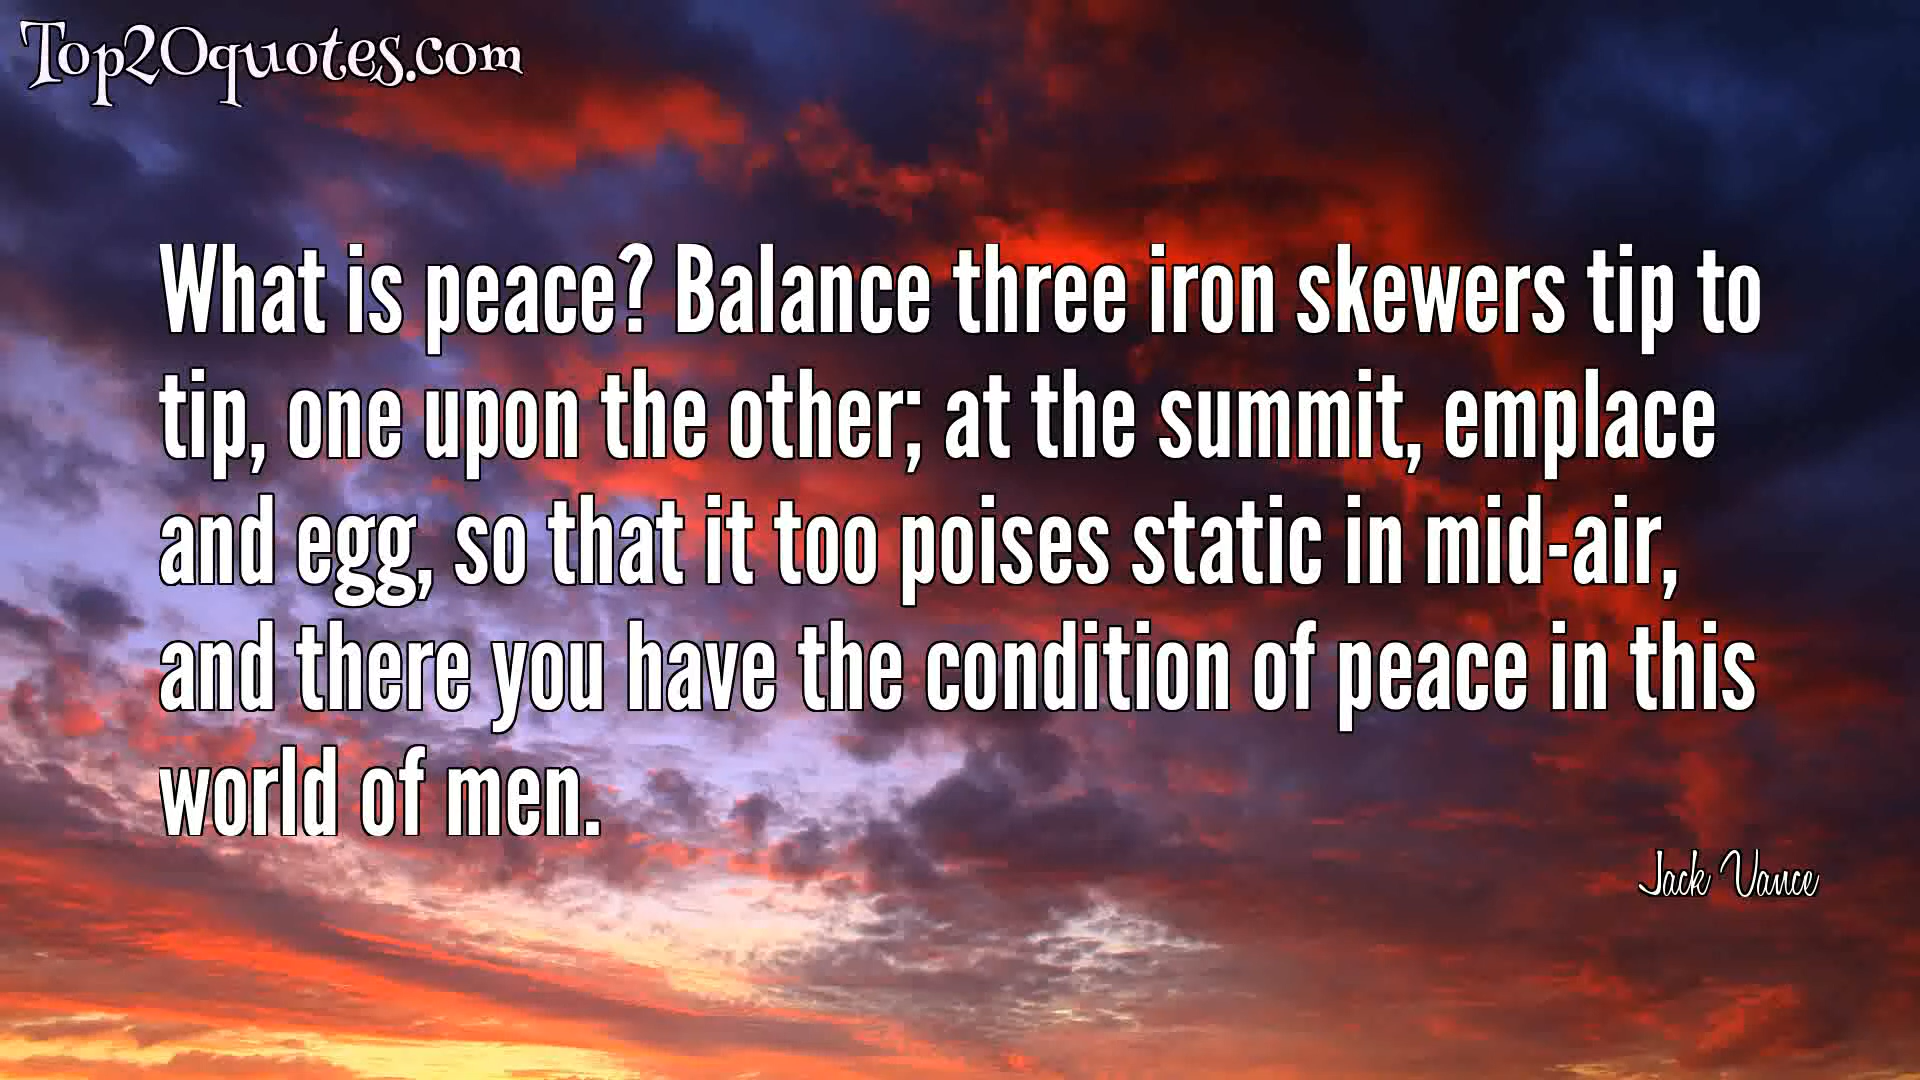 Top20quotes.com
What is peace? Balance three iron skewers tip to
tip, one upon the other; at the summit, emplace
and egg, so that it too poises static in mid-air,
and there you have the condition of peace in this
world of men.
Jack Vance